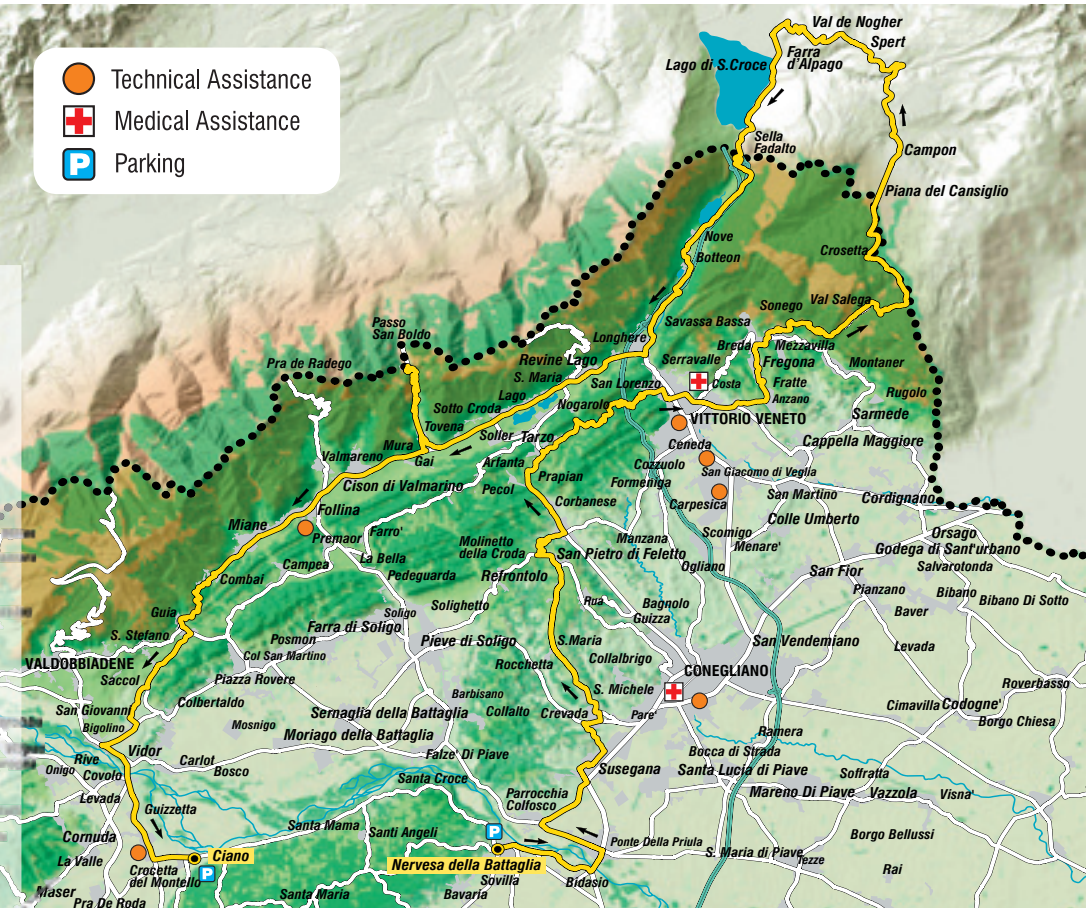 Technical Assistance
Medical Assistance
P
Parking
Val de Nogher
Spert
Farra
d'Alpago
Lago di S.Croce
Sella
Fadalto
Campon
Piana del Cansiglio
Nove
Botteon
Crosetta
Val Salega
Sonego
Savassa Bassa
Longhere
Breda
Mezzavilla
Passo
San Boldo
Pra de Radego
Revine Lago
Serravalle
Fregona
Montaner
S. Maria
San Lorenzo
Costa
Fratte
Anzano
Rugolo
Lago
Nogarolo
Sotto Croda
VITTORIO VENETO
Sarmede
Tovena
Soller
Tarzo
Ceneda
Cappella Maggiore
Mura
Gai
Valmareno
Arfanta
Cozzuolo
San Giacomo di Veglia
Cison di Valmarino
Pecol
Prapian
Formeniga
Corbanese
Carpesica
San Martino
Cordignano
Follina
Miane
Colle Umberto
Premaor
Farro'
Molinetto
della Croda
Manzana
Scomigo
Menare'
Orsago
San Pietro di Feletto
Godega di Sant'urbano
Campea
La Bella
Ogliano
Salvarotonda
Combai
Pedeguarda
Refrontolo
San Fior
Pianzano
Bibano
Bibano Di Sotto
Guia
Soligo
Solighetto
Rua
Bagnolo
Guizza
Baver
S. Stelano
Posmon
Farra di Soligo
Pieve di Soligo
S.Maria
San Vendemiano
Levada
VALDOBBIADENE
Col San Martino
Rocchetta
Collalbrigo
CONEGLIANO
Saccol
Piazza Rovere
Roverbasso
Barbisano
S. Michele
Colbertaldo
San Giovanni
Sernaglia della Battaglia
Collalto
Crevada
Pare'
Cimavilla
Codogne'
Bigolino
Mosnigo
Moriago della Battaglia
Borgo Chiesa
Ramera
Vidor
Carlot
Falze' Di Piave
Bocca di Strada
Rive
Onigo
Covolo
Bosco
Santa Croce
Susegana
Santa Lucia di Piave
Soffratta
Levada
Guizzetta
Parrocchia
Colfosco
Mareno Di Piave
Vazzola
Visna'
Santa Mama
Santi Angeli
P
Cornuda
Ponte Della Priula
Borgo Bellussi
La Valle
Ciano
S. Maria di Piave
Tezze
Crocetta
del Montello
P
Nervesa della Battaglia
Rai
Sovilla
Bidasio
Maser
Pra De Roda
Santa Maria
Bavaria